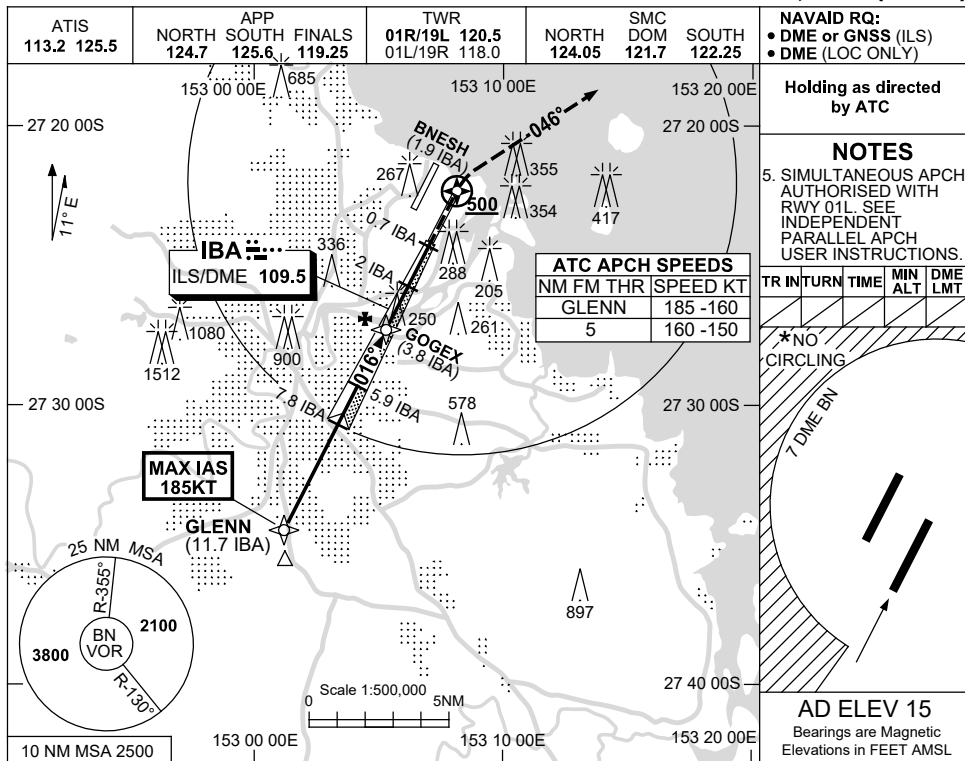 ATIS
113.2 125.5
APP
NORTH SOUTH FINALS
124.7 125.6 119.25
TWR
01R/19L 120.5
01L/19R 118.0
SMC
NORTH DOM SOUTH
124.05 121.7 122.25
NAVAID RQ:
• DME or GNSS (ILS)
• DME (LOC ONLY)
Holding as directed
by ATC
NOTES
5. SIMULTANEOUS APCH
AUTHORISED WITH
RWY 01L. SEE
INDEPENDENT
PARALLEL APCH
USER INSTRUCTIONS.
TR IN TURN TIME MIN ALT DME LMT
*NO
CIRCLING
7 DME BN
AD ELEV 15
Bearings are Magnetic
Elevations in FEET AMSL
153 00 00E
153 10 00E
153 20 00E
685
27 20 00S
27 20 00S
11° E
BNESH
(1.9 IBA)
046°
267
355
354
417
500
0.7 IBA
IBA
ILS/DME 109.5
336
2 IBA
288
205
ATC APCH SPEEDS
NM FM THR SPEED KT
GLENN 185 -160
5 160 -150
1080
1512
900
250
261
GOGEX
(3.8 IBA)
016°
7.8 IBA
5.9 IBA
578
27 30 00S
27 30 00S
MAX IAS
185KT
GLENN
(11.7 IBA)
897
25 NM MSA
R-355°
BN
VOR
2100
3800
R-130°
10 NM MSA 2500
Scale 1:500,000
0 5NM
27 40 00S
153 00 00E
153 10 00E
153 20 00E